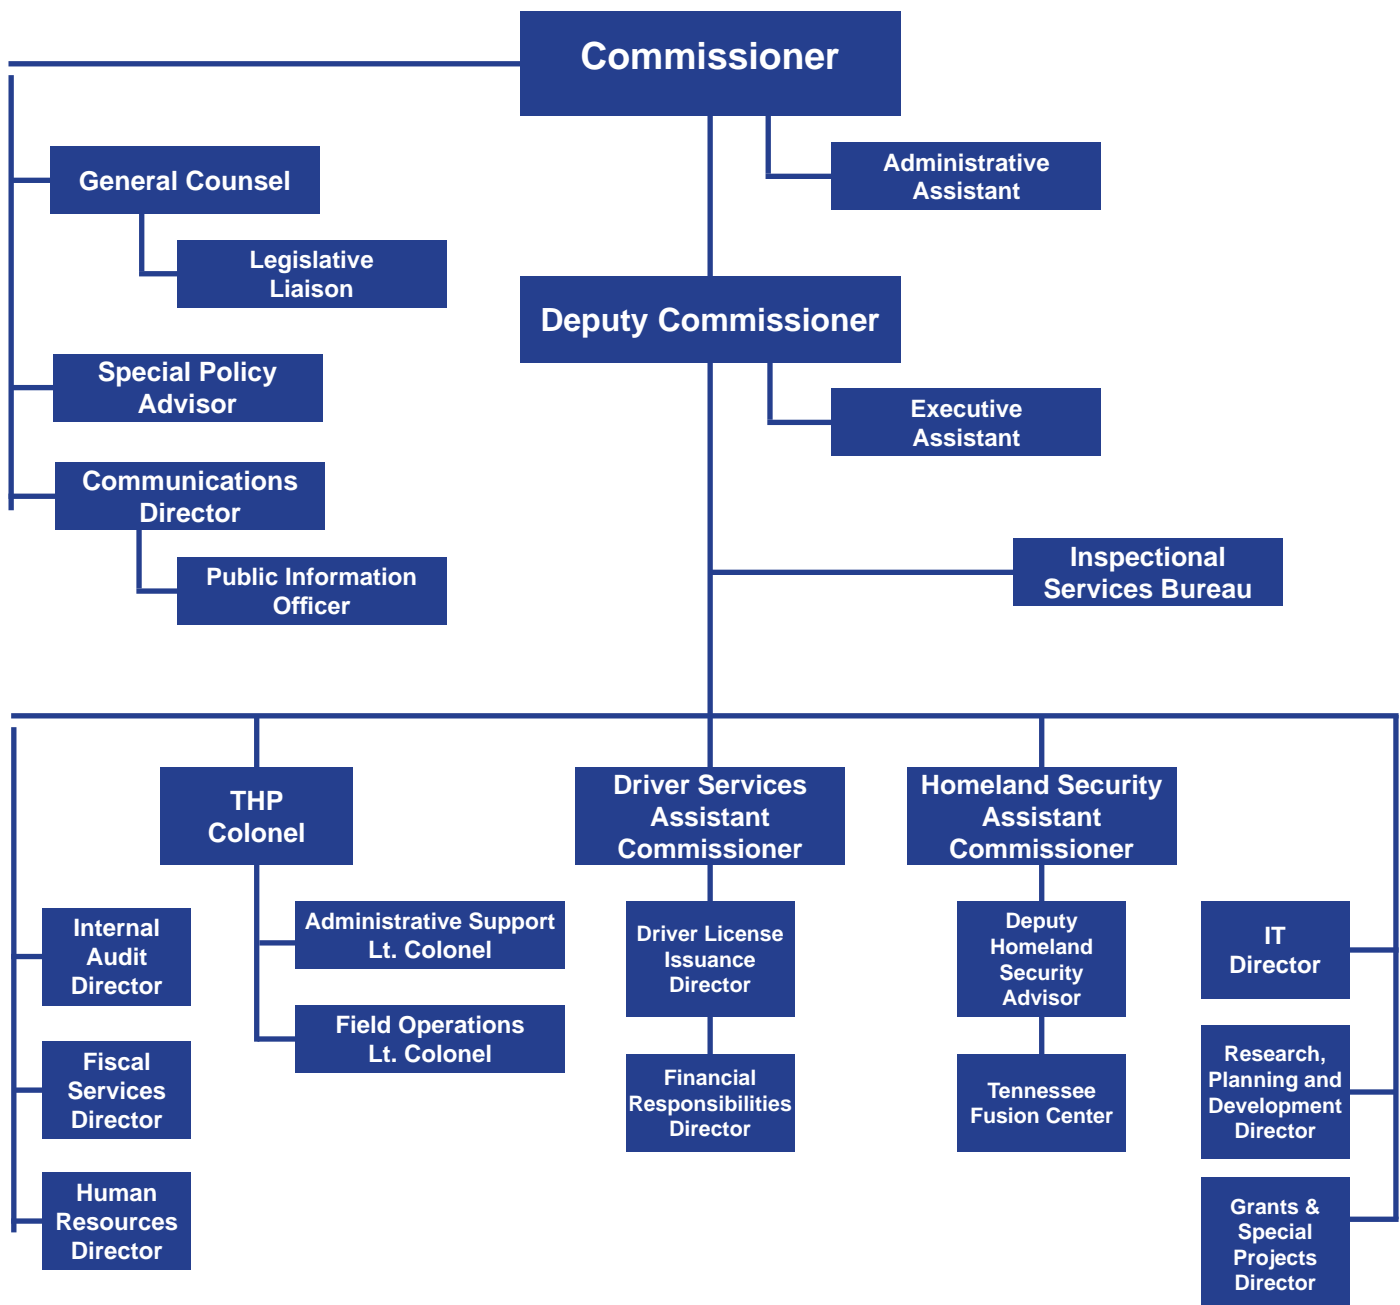 Commissioner
Administrative
Assistant
General Counsel
Legislative
Liaison
Special Policy
Advisor
Communications
Director
Public Information
Officer
Deputy Commissioner
Executive
Assistant
Inspectional
Services Bureau
THP
Colonel
Driver Services
Assistant
Commissioner
Homeland Security
Assistant
Commissioner
Internal
Audit
Director
Fiscal
Services
Director
Human
Resources
Director
Administrative Support
Lt. Colonel
Field Operations
Lt. Colonel
Driver License
Issuance
Director
Financial
Responsibilities
Director
Deputy
Homeland
Security
Advisor
Tennessee
Fusion Center
IT
Director
Research,
Planning and
Development
Director
Grants &
Special
Projects
Director